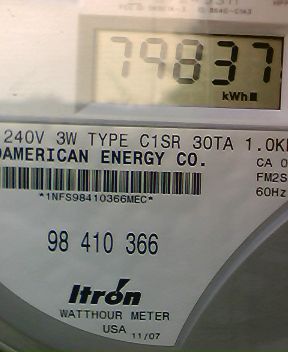 79837
kWh
240V 3W TYPE C1SR 30TA 1.0K
AMERICAN ENERGY CO.
CA 0
FM2S
60Hz
*1NFS98410366MEC*
98 410 366
Itrón
WATTHOUR METER
USA 11/07